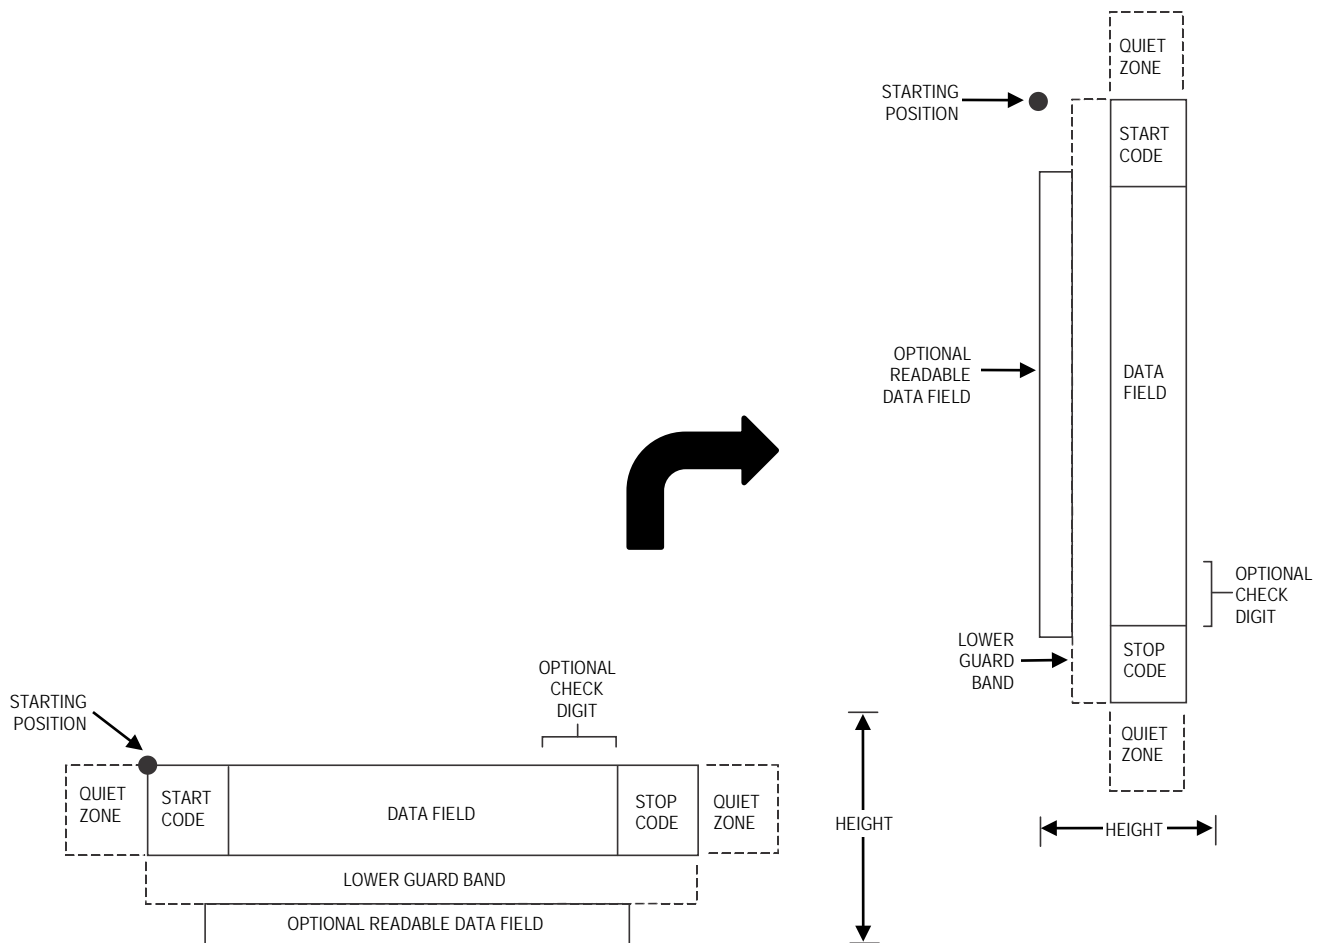 QUIET
ZONE
STARTING
POSITION
START
CODE
OPTIONAL
READABLE
DATA FIELD
DATA
FIELD
OPTIONAL
CHECK
DIGIT
LOWER
GUARD
BAND
STOP
CODE
QUIET
ZONE
HEIGHT
OPTIONAL
CHECK
DIGIT
STARTING
POSITION
QUIET
ZONE
START
CODE
DATA FIELD
STOP
CODE
QUIET
ZONE
HEIGHT
LOWER GUARD BAND
OPTIONAL READABLE DATA FIELD